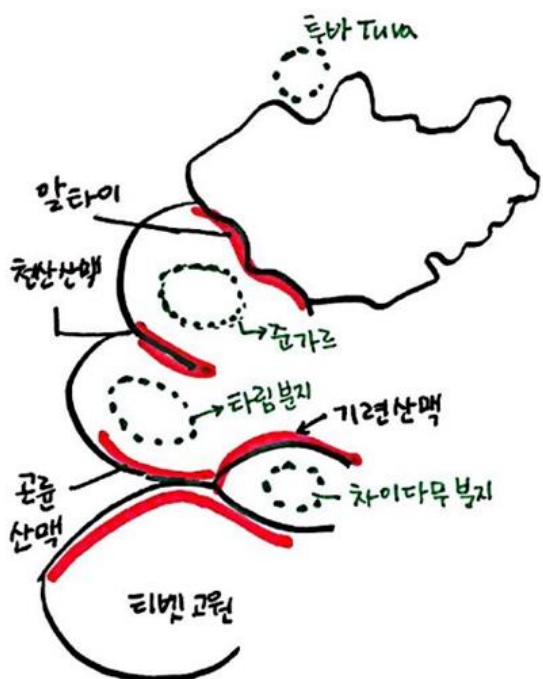 투바 Tuva
알타이
천산산맥
준가르
타림분지
기련산맥
곤륜
산맥
차이다무분지
티벳고원